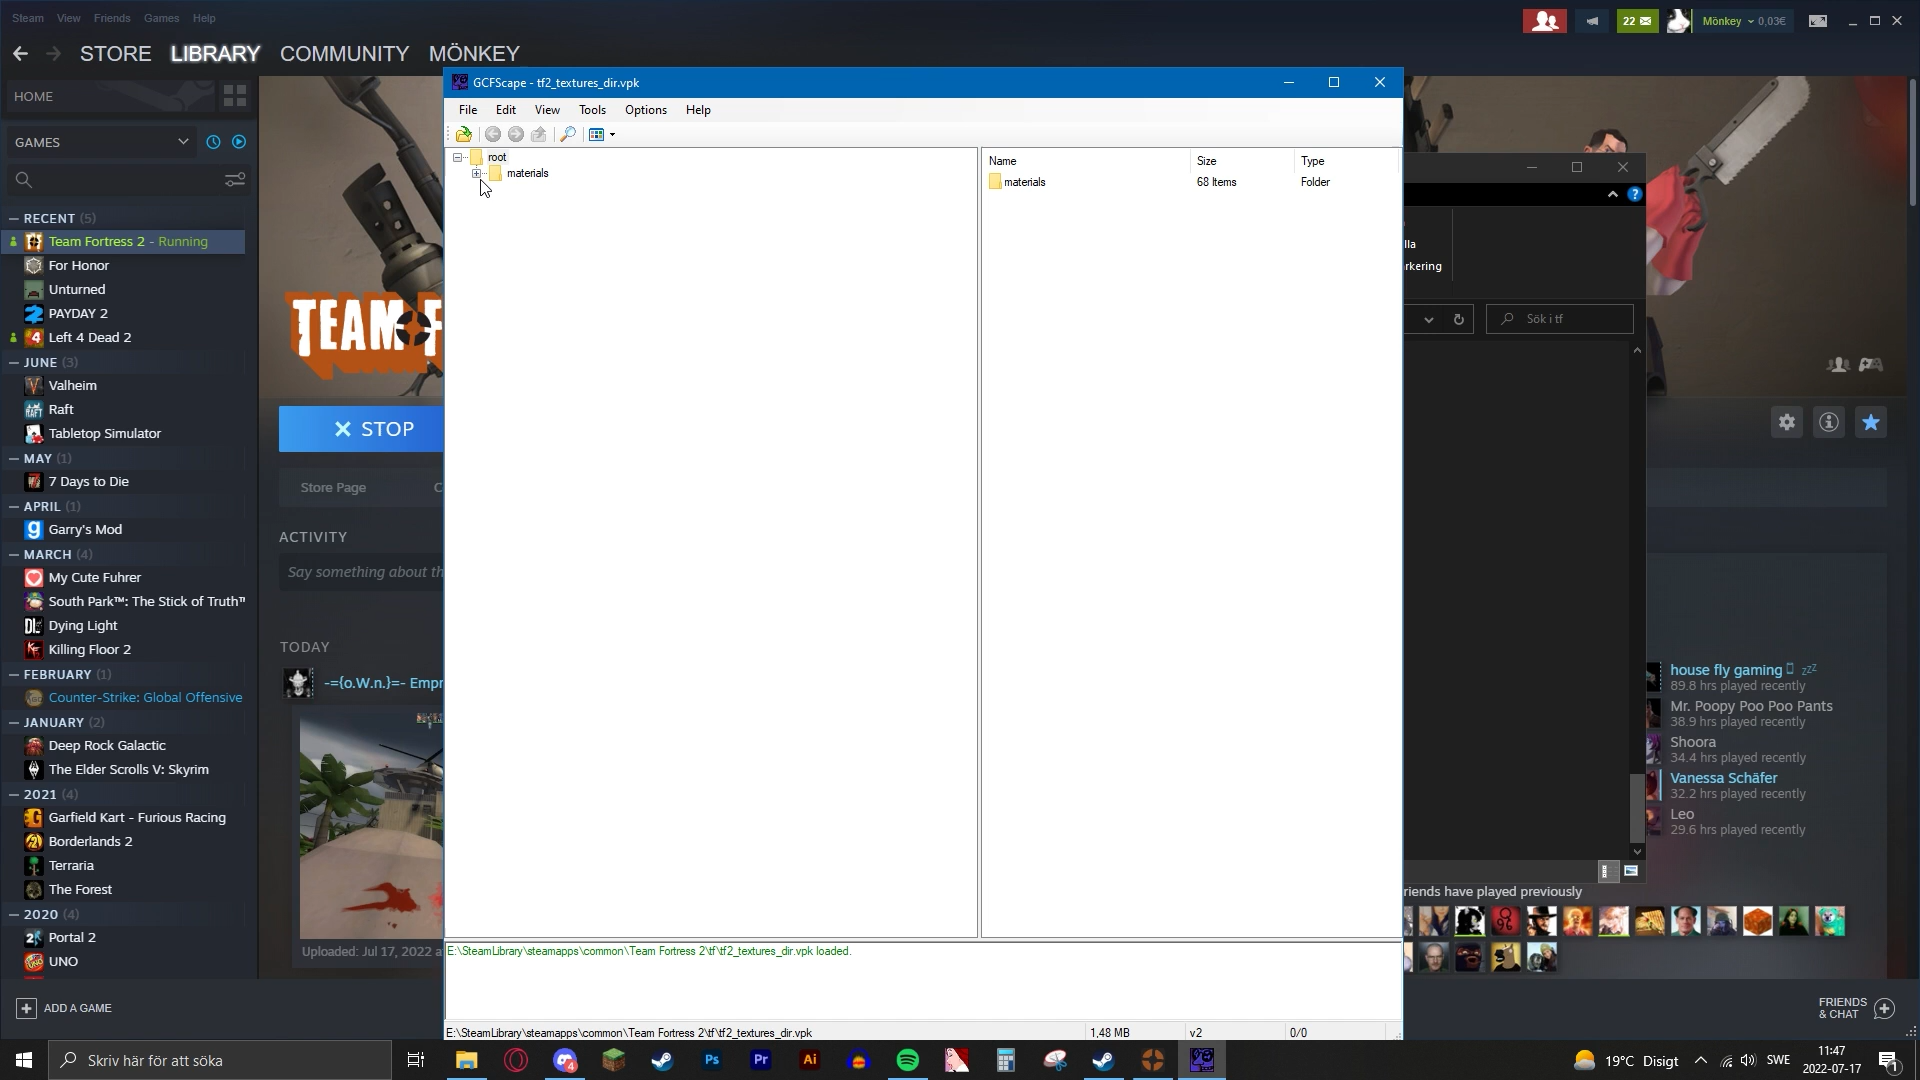 Steam View Friends Games Help
22
Mönkey 0,03€
STORE LIBRARY COMMUNITY MÖNKEY
GCFScape - tf2_textures_dir.vpk
HOME
File Edit View Tools Options Help
GAMES
root
materials
Name Size Type
materials 68 Items Folder
RECENT (5)
Team Fortress 2 - Running
For Honor
Unturned
PAYDAY 2
Left 4 Dead 2
JUNE (3)
Valheim
Raft
Tabletop Simulator
MAY (1)
7 Days to Die
APRIL (1)
Garry's Mod
MARCH (4)
My Cute Fuhrer
South Park™: The Stick of Truth™
Dying Light
Killing Floor 2
FEBRUARY (1)
Counter-Strike: Global Offensive
JANUARY (2)
Deep Rock Galactic
The Elder Scrolls V: Skyrim
2021 (4)
Garfield Kart - Furious Racing
Borderlands 2
Terraria
The Forest
2020 (4)
Portal 2
UNO
ADD A GAME
TEAM F
STOP
Store Page C
ACTIVITY
Say something about th
TODAY
-={o.W.n.}=- Empr
Uploaded: Jul 17, 2022 a
lla
rkering
Sök i tf
house fly gaming zzZ
89.8 hrs played recently
Mr. Poopy Poo Poo Pants
38.9 hrs played recently
Shoora
34.4 hrs played recently
Vanessa Schäfer
32.2 hrs played recently
Leo
29.6 hrs played recently
riends have played previously
FRIENDS
& CHAT
E:\SteamLibrary\steamapps\common\Team Fortress 2\tf\tf2_textures_dir.vpk loaded.
E:\SteamLibrary\steamapps\common\Team Fortress 2\tf\tf2_textures_dir.vpk 1,48 MB v2 0/0
Skriv här för att söka
4
Ps Pr Ai
19°C Disigt
SWE
11:47
2022-07-17
1